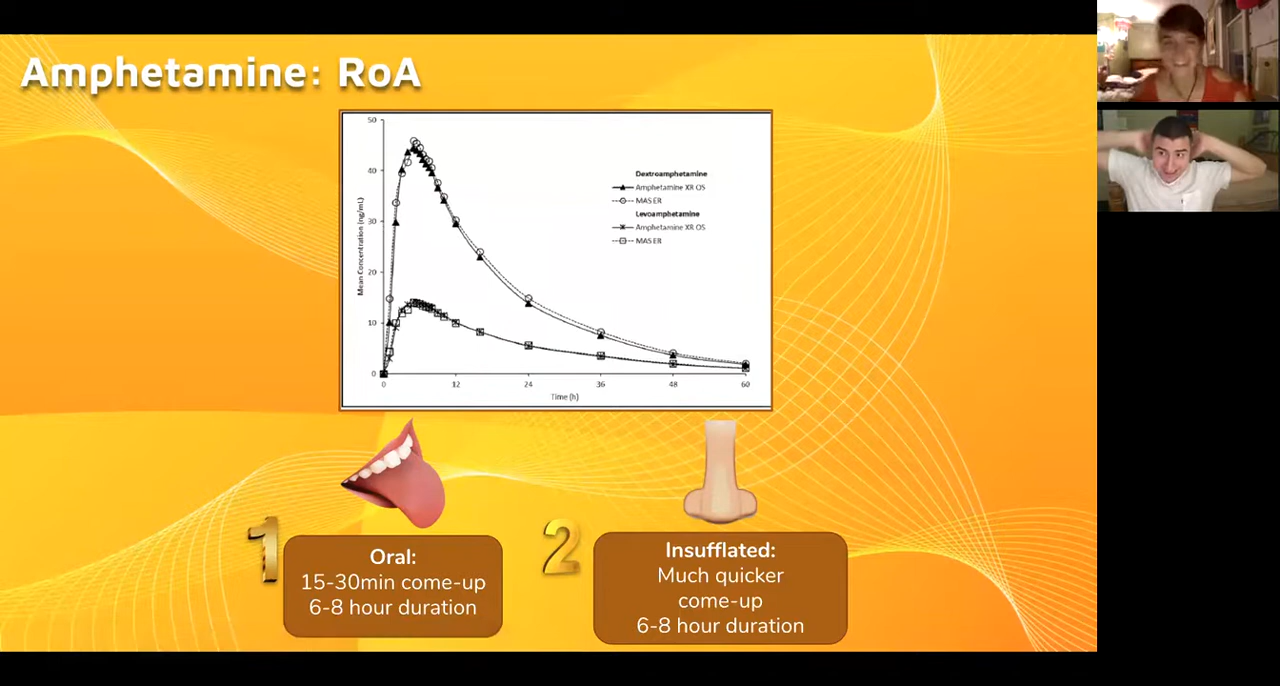 Amphetamine: RoA
50
40
30
20
10
0
Mean Concentration (ng/mL)
Dextroamphetamine
Amphetamine XR OS
MAS ER
Levoamphetamine
Amphetamine XR OS
MAS ER
0 12 24 36 48 60
Time (h)
1
Oral:
15-30min come-up
6-8 hour duration
2
Insufflated:
Much quicker
come-up
6-8 hour duration